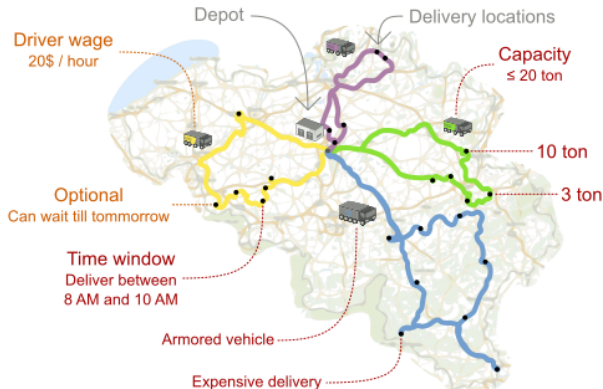 Depot
Delivery locations
Driver wage
20$ / hour
Capacity
≤ 20 ton
10 ton
3 ton
Optional
Can wait till tommorrow
Time window
Deliver between
8 AM and 10 AM
Armored vehicle
Expensive delivery